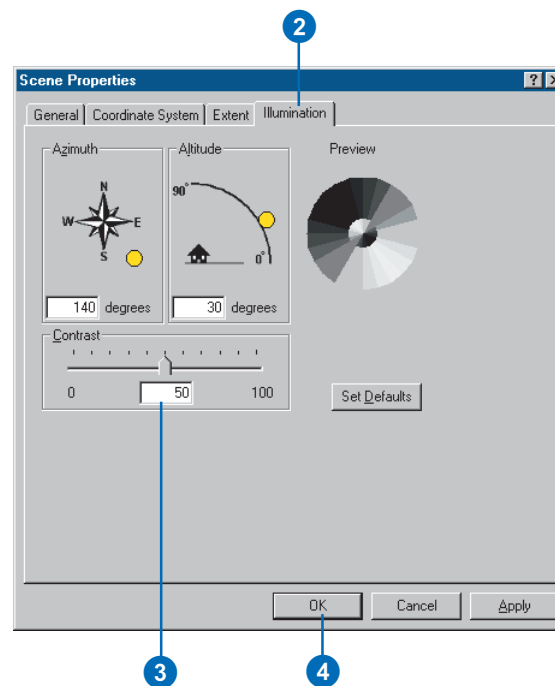 2
Scene Properties
General Coordinate System Extent Illumination
Azimuth Altitude Preview
N
90°
W E
S 0°
140 degrees 30 degrees
Contrast
0 50 100 Set Defaults
OK Cancel Apply
3 4